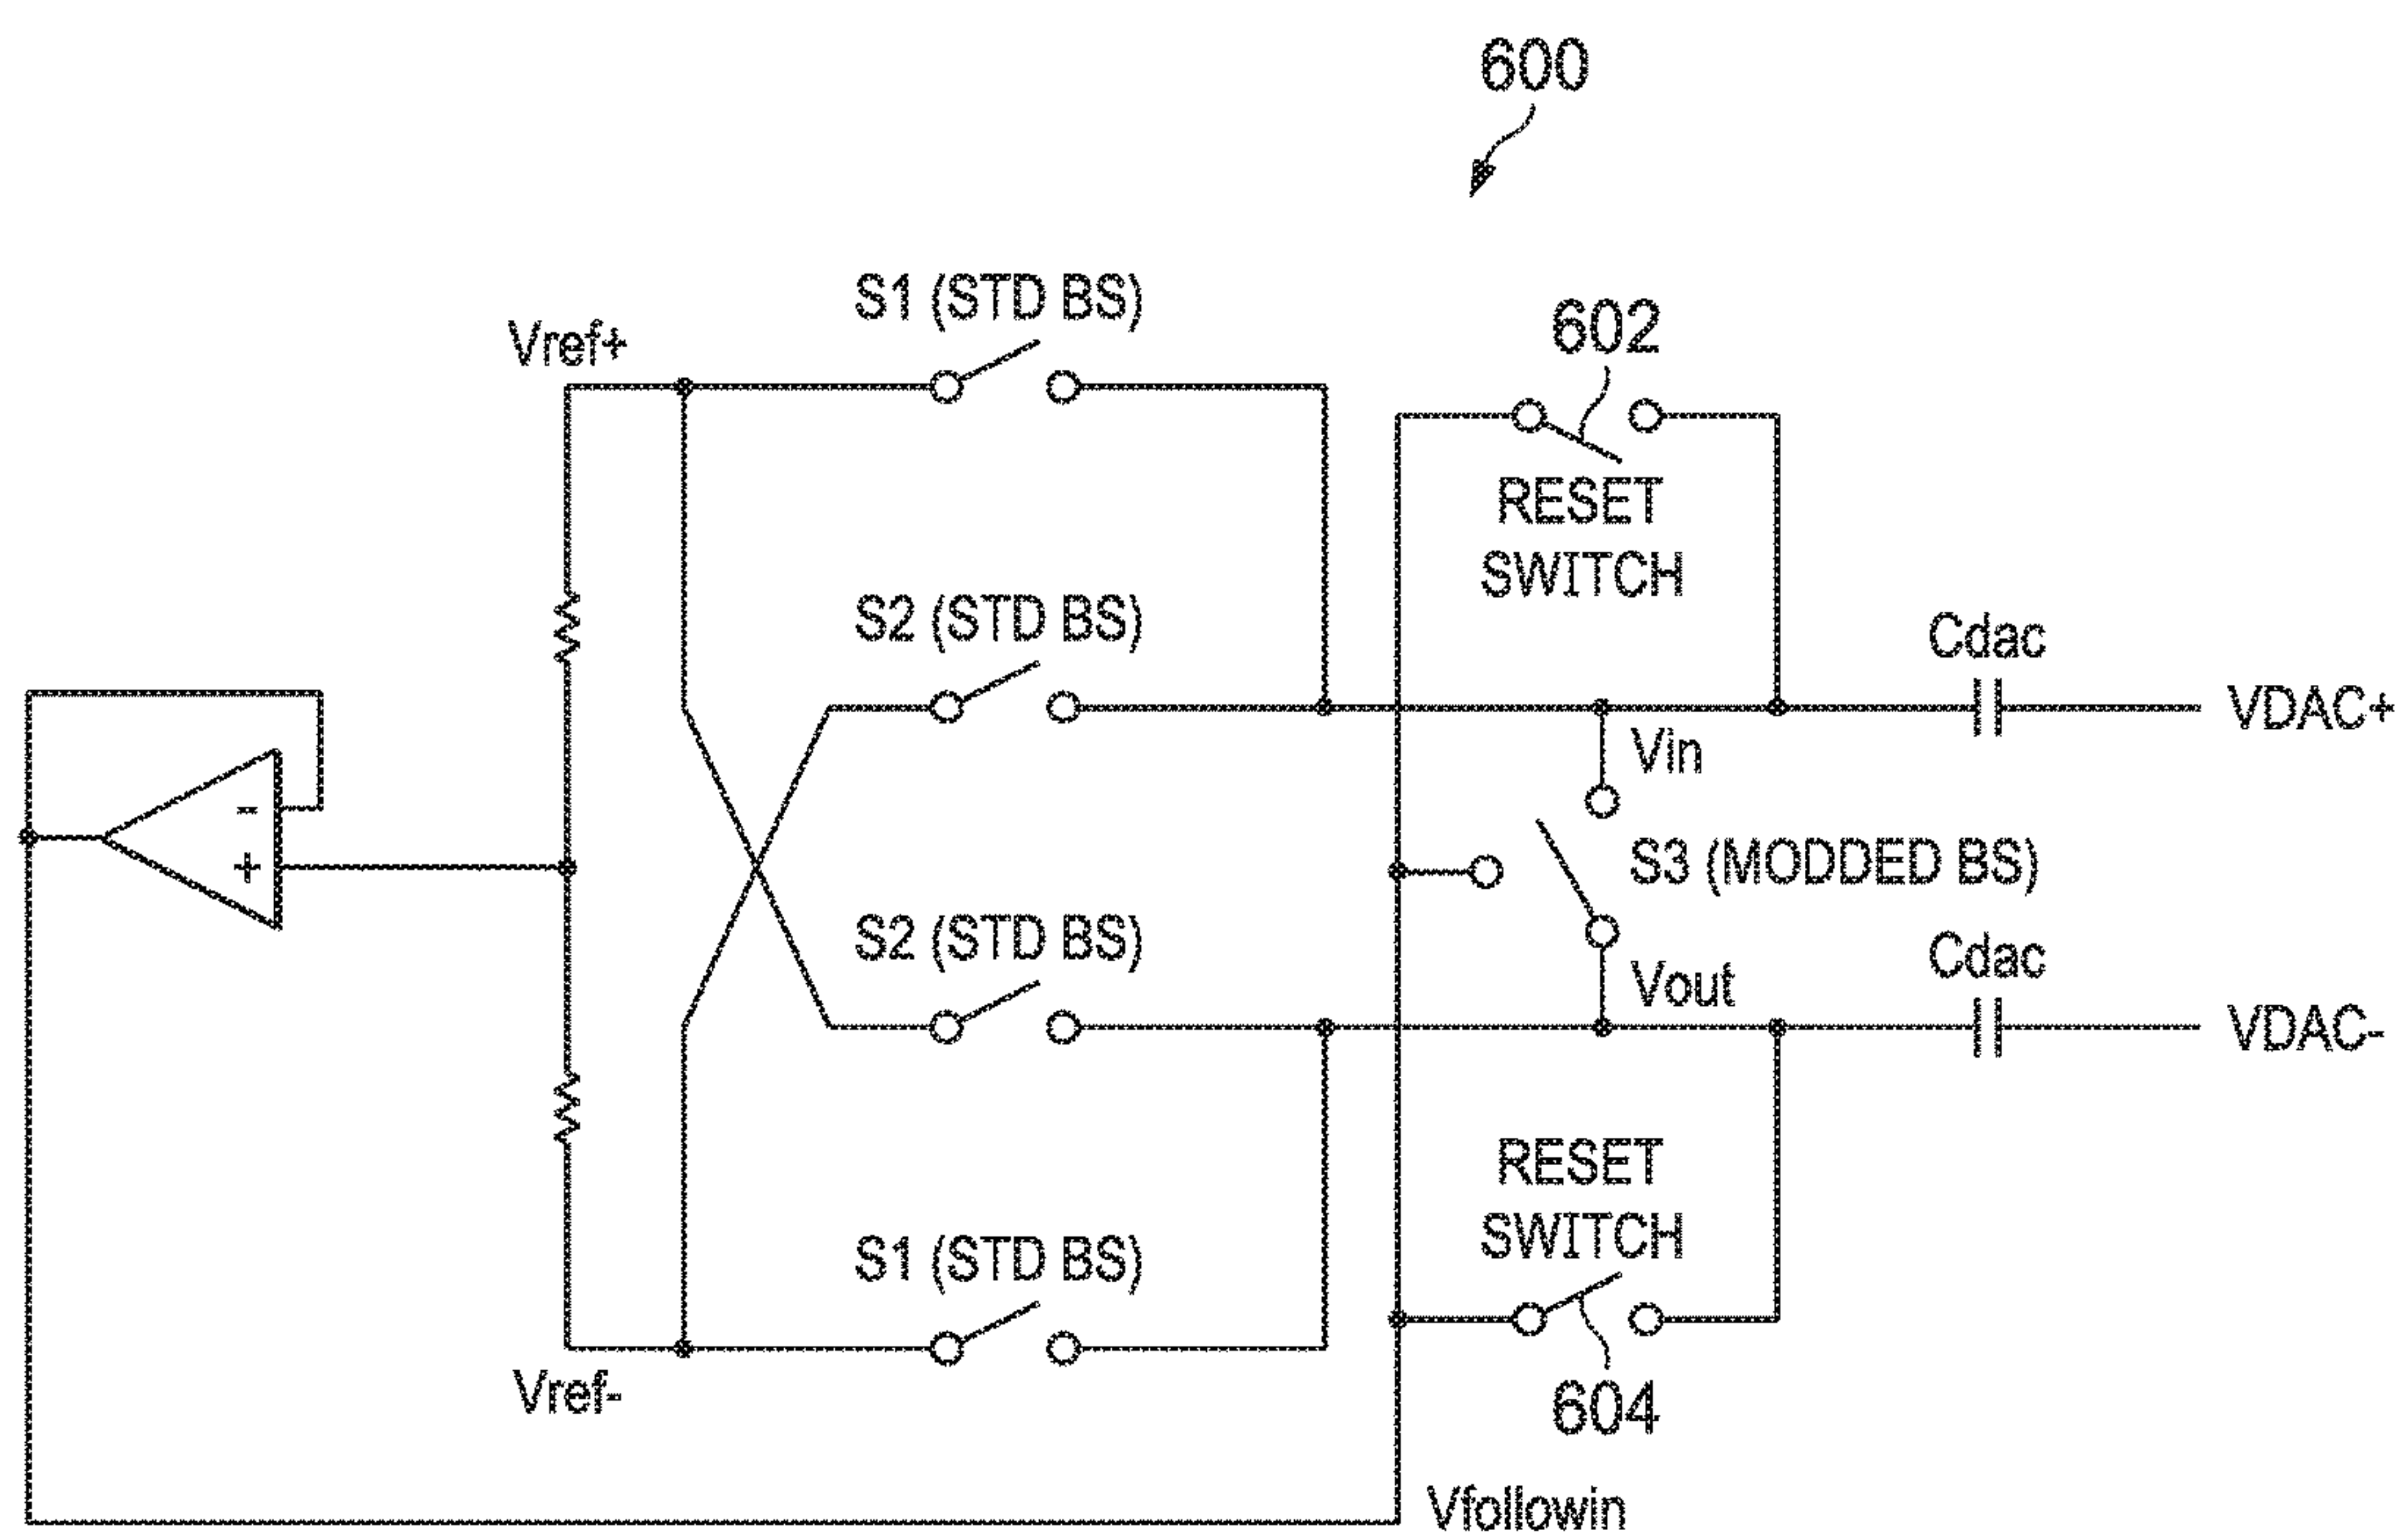 600
S1 (STD BS)
Vref+
602
RESET
SWITCH
S2 (STD BS)
Cdac
VDAC+
Vin
-
+
S3 (MODDED BS)
S2 (STD BS)
Cdac
Vout
VDAC-
RESET
SWITCH
S1 (STD BS)
Vref-
604
Vfollowin